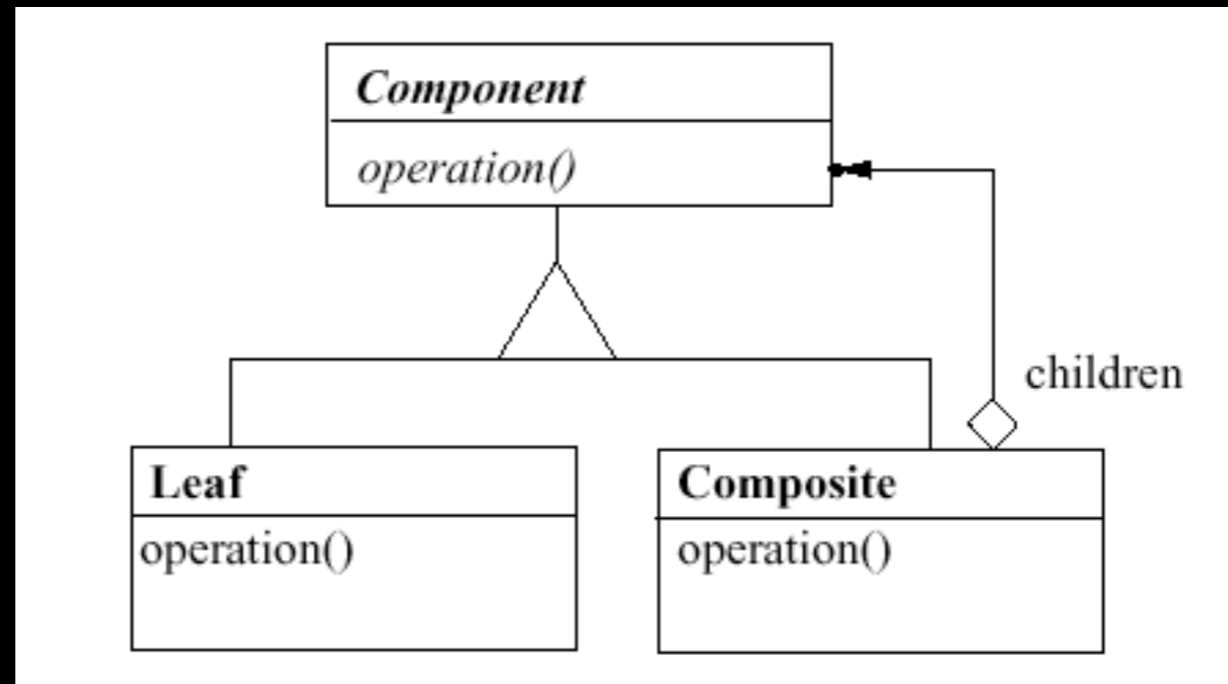 Component
operation()
children
Leaf
operation()
Composite
operation()